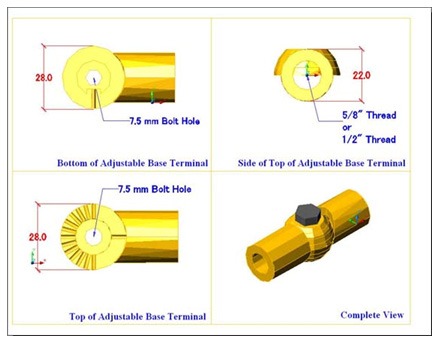 28.0
7.5 mm Bolt Hole
Bottom of Adjustable Base Terminal
22.0
5/8" Thread
or
1/2" Thread
Side of Top of Adjustable Base Terminal
7.5 mm Bolt Hole
28.0
Top of Adjustable Base Terminal
Complete View